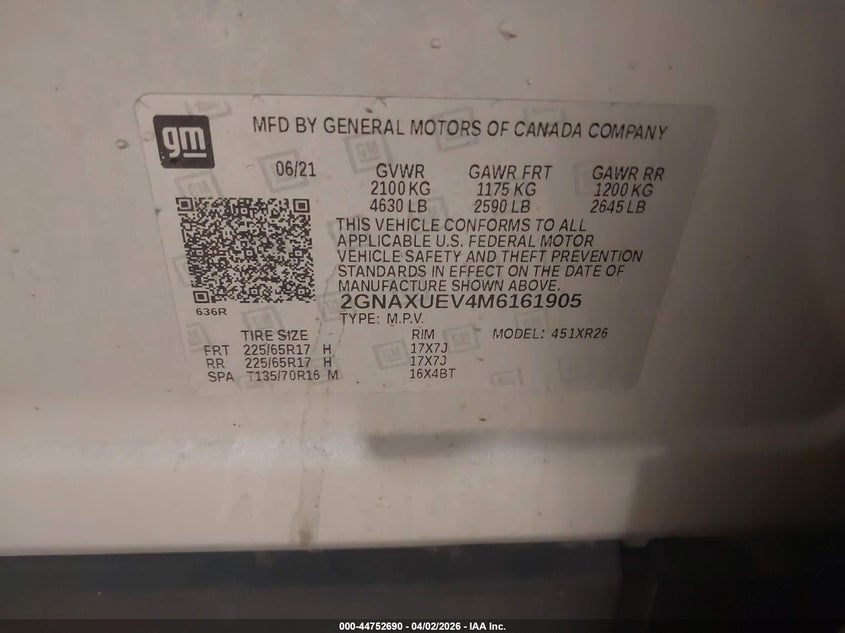 gm
MFD BY GENERAL MOTORS OF CANADA COMPANY
06/21 GVWR GAWR FRT GAWR RR
2100 KG 1175 KG 1200 KG
4630 LB 2590 LB 2645 LB
THIS VEHICLE CONFORMS TO ALL
APPLICABLE U.S. FEDERAL MOTOR
VEHICLE SAFETY AND THEFT PREVENTION
STANDARDS IN EFFECT ON THE DATE OF
MANUFACTURE SHOWN ABOVE.
636R
2GNAXUEV4M6161905
TYPE: M.P.V.
TIRE SIZE RIM MODEL: 451XR26
FRT 225/65R17 H 17X7J
RR 225/65R17 H 17X7J
SPA T135/70R16 M 16X4BT
000-44752690 - 04/02/2026 - IAA Inc.